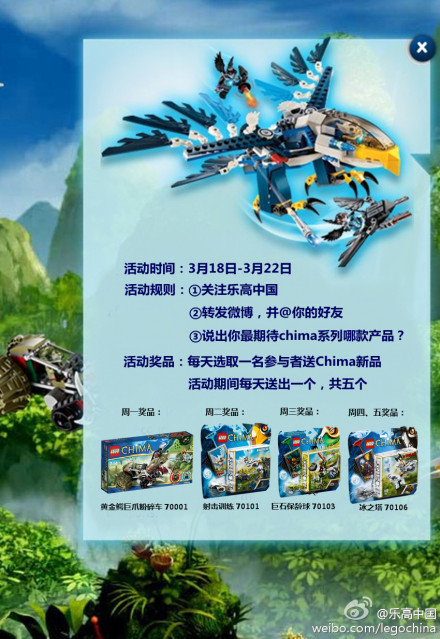 活动时间：3月18日-3月22日
活动规则：①关注乐高中国
②转发微博，并@你的好友
③说出你最期待chima系列哪款产品？
活动奖品：每天选取一名参与者送Chima新品
活动期间每天送出一个，共五个
周一奖品： 周二奖品： 周三奖品： 周四、五奖品：
LEGO CHIMA CHIMA CHIMA CHIMA
黄金鳄巨爪粉碎车 70001 射击训练 70101 巨石保龄球 70103 冰之塔 70106
@乐高中国
weibo.com/legochina